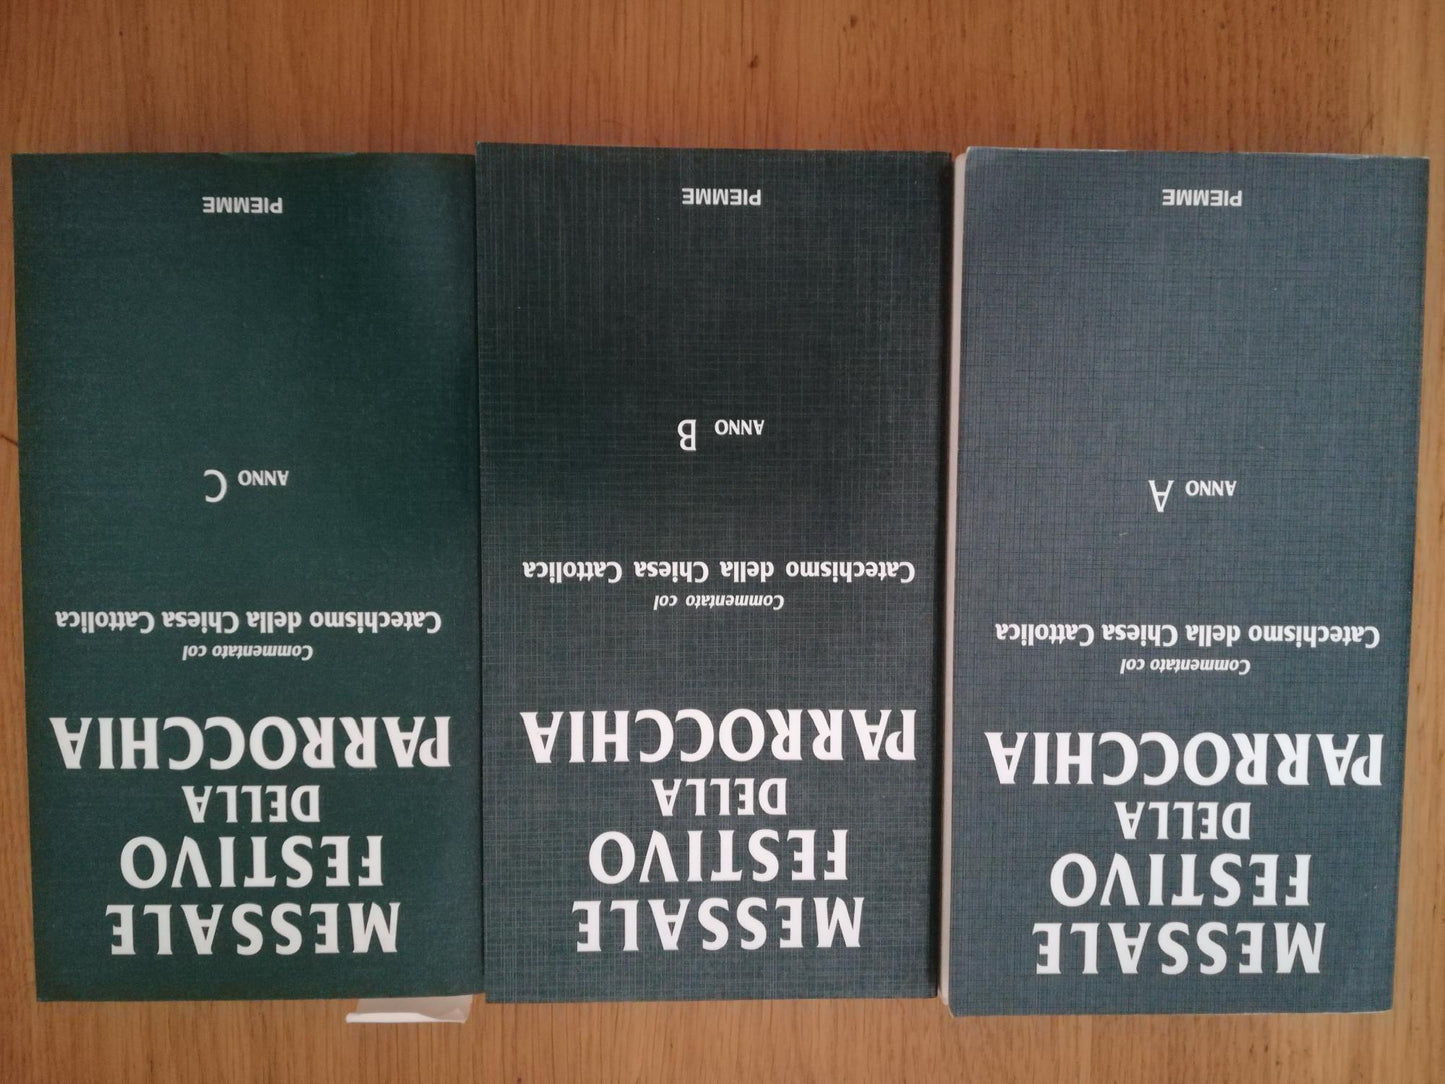 MESSALE
FESTIVO
DELLA
PARROCCHIA
Commentato col
Catechismo della Chiesa Cattolica
ANNO A
PIEMME
MESSALE
FESTIVO
DELLA
PARROCCHIA
Commentato col
Catechismo della Chiesa Cattolica
ANNO B
PIEMME
MESSALE
FESTIVO
DELLA
PARROCCHIA
Commentato col
Catechismo della Chiesa Cattolica
ANNO C
PIEMME